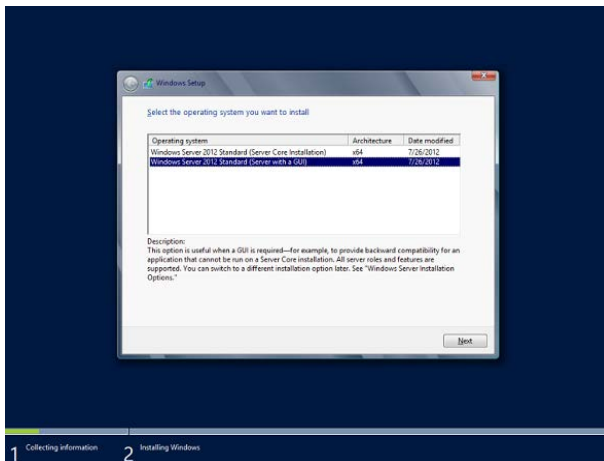 Windows Setup
Select the operating system you want to install
Operating system Architecture Date modified
Windows Server 2012 Standard (Server Core Installation) x64 7/26/2012
Windows Server 2012 Standard (Server with a GUI) x64 7/26/2012
Description:
This option is useful when a GUI is required—for example, to provide backward compatibility for an
application that cannot be run on a Server Core installation. All server roles and features are
supported. You can switch to a different installation option later. See "Windows Server Installation
Options."
Next
1 Collecting information 2 Installing Windows